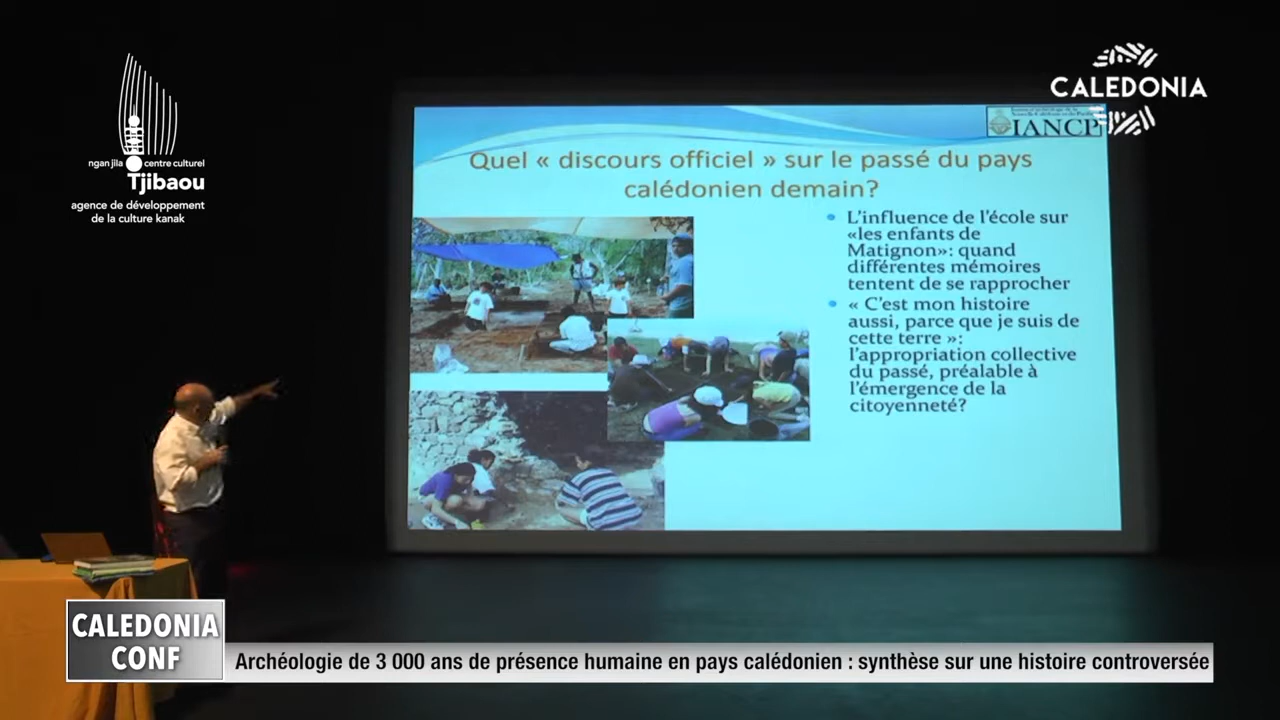 ngan jila centre culturel
Tjibaou
agence de développement
de la culture kanak
CALEDONIA
IANCP
Quel « discours officiel » sur le passé du pays
calédonien demain?
• L'influence de l'école sur
«les enfants de
Matignon»: quand
différentes mémoires
tentent de se rapprocher
• « C'est mon histoire
aussi, parce que je suis de
cette terre »:
l'appropriation collective
du passé, préalable à
l'émergence de la
citoyenneté?
CALEDONIA
CONF
Archéologie de 3 000 ans de présence humaine en pays calédonien : synthèse sur une histoire controversée